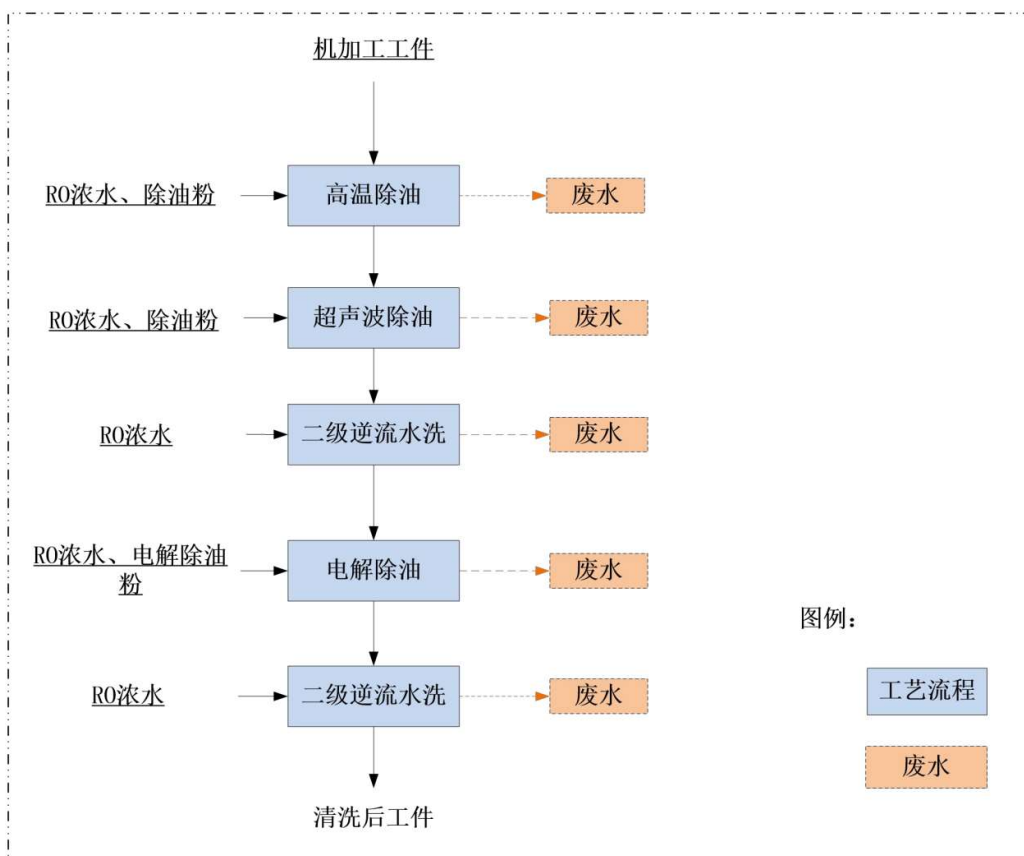 机加工工件
RO浓水、除油粉
高温除油
废水
RO浓水、除油粉
超声波除油
废水
RO浓水
二级逆流水洗
废水
RO浓水、电解除油
粉
电解除油
废水
图例：
RO浓水
二级逆流水洗
废水
工艺流程
废水
清洗后工件